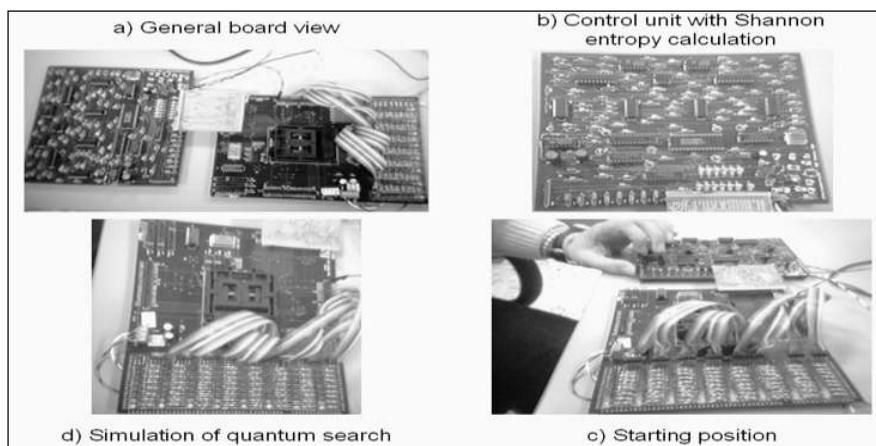 a) General board view
b) Control unit with Shannon
entropy calculation
d) Simulation of quantum search
c) Starting position